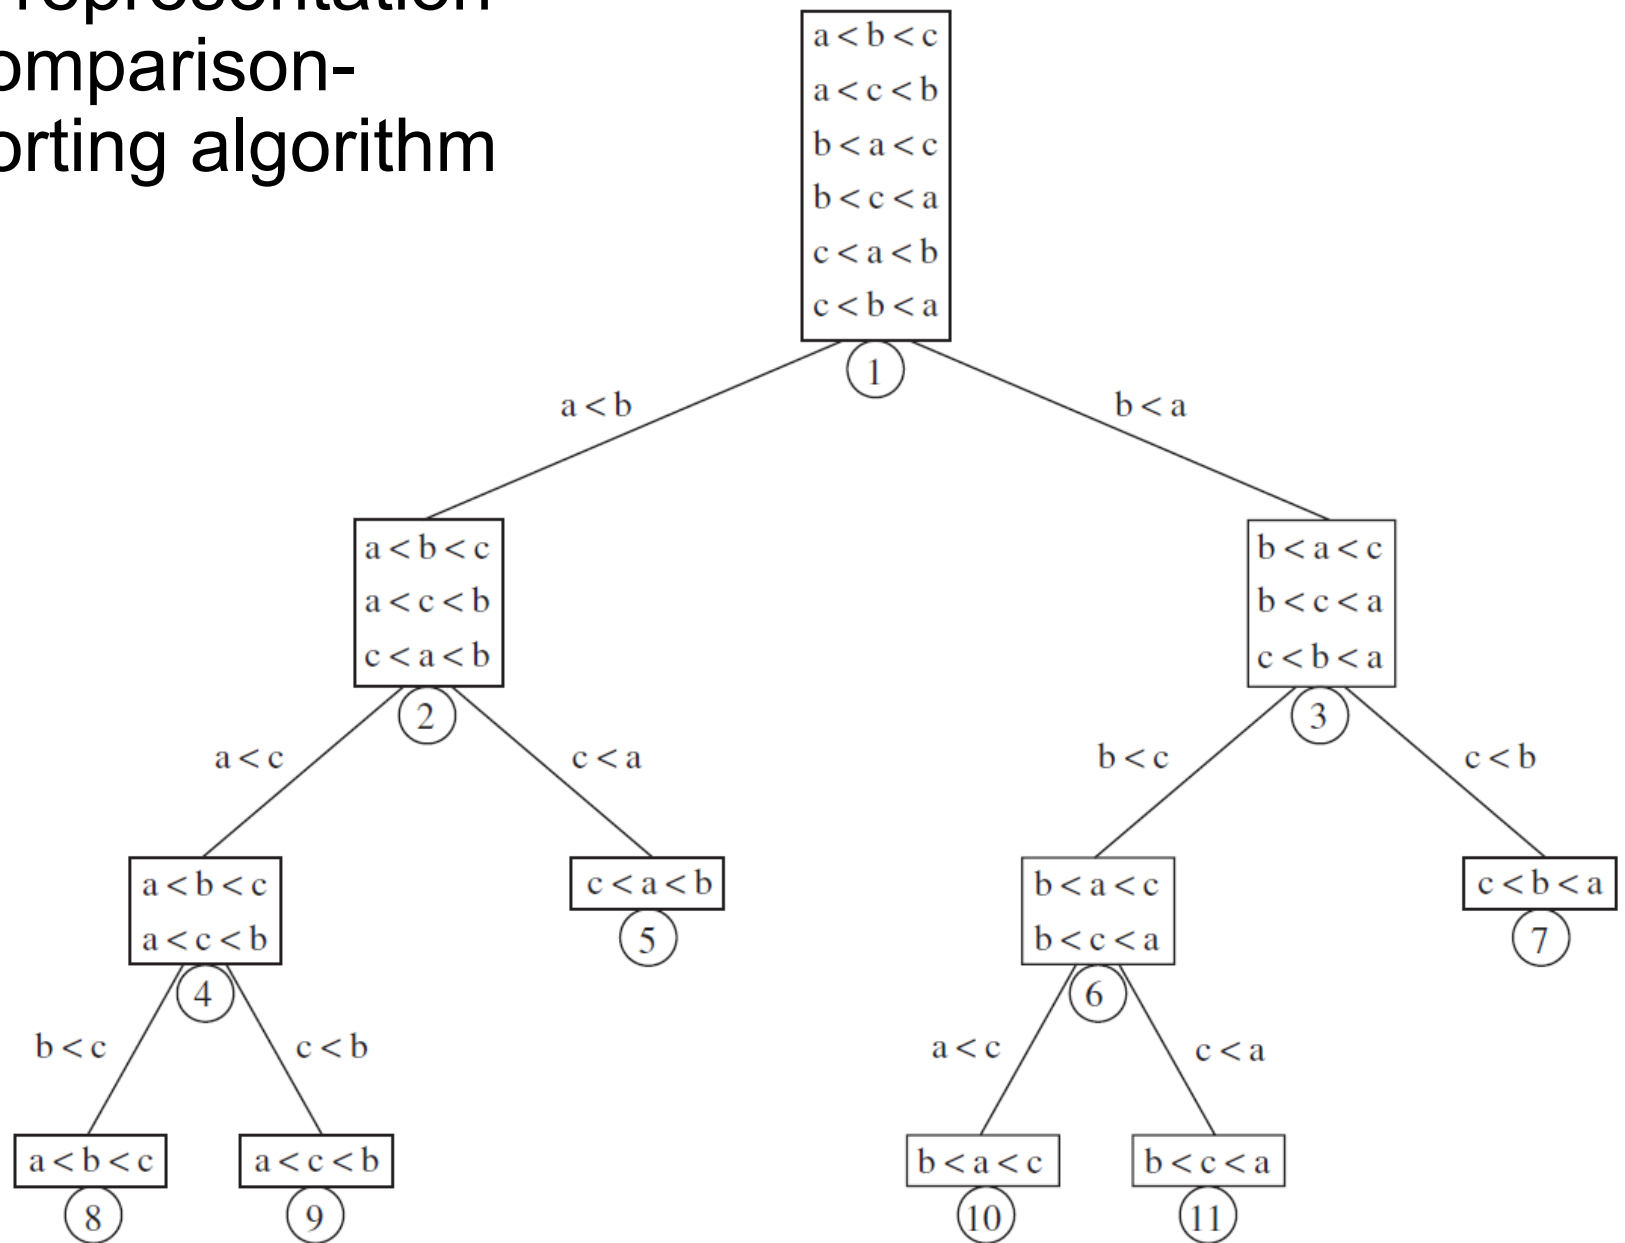 representation
omparison-
orting algorithm
a < b < c
a < c < b
b < a < c
b < c < a
c < a < b
c < b < a
1
a < b
b < a
a < b < c
a < c < b
c < a < b
2
b < a < c
b < c < a
c < b < a
3
a < c
c < a
b < c
c < b
a < b < c
a < c < b
4
c < a < b
5
b < a < c
b < c < a
6
c < b < a
7
b < c
c < b
a < c
c < a
a < b < c
8
a < c < b
9
b < a < c
10
b < c < a
11